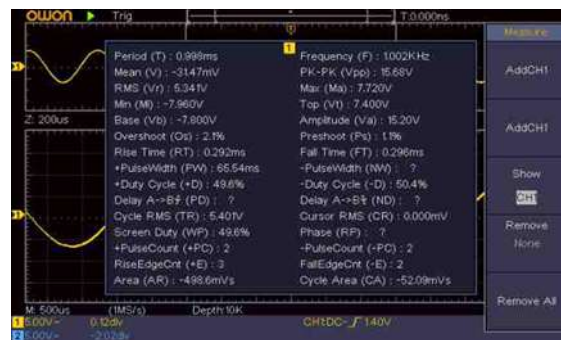 OWON Trig T:0.000ns
Measure
Period (T) : 0.998ms Frequency (F) : 1.002KHz
Mean (V) : -31.47mV PK-PK (Vpp) : 15.68V
RMS (Vr) : 5.341V Max (Ma) : 7.720V
Min (Mi) : -7.960V Top (Vt) : 7.400V
Base (Vb) : -7.800V Amplitude (Va) : 15.20V
Overshoot (Os) : 2.1% Preshoot (Ps) : 1.1%
Rise Time (RT) : 0.292ms Fall Time (FT) : 0.296ms
+PulseWidth (PW) : 65.54ms -PulseWidth (NW) : ?
+Duty Cycle (+D) : 49.6% -Duty Cycle (-D) : 50.4%
Delay A->B (PD) : ? Delay A->B (ND) : ?
Cycle RMS (TR) : 5.401V Cursor RMS (CR) : 0.000mV
Screen Duty (WP) : 49.6% Phase (RP) : ?
+PulseCount (+PC) : 2 -PulseCount (-PC) : 2
RiseEdgeCnt (+E) : 3 FallEdgeCnt (-E) : 2
Area (AR) : -498.6mVs Cycle Area (CA) : -52.09mVs
1
Z: 200us
AddCH1
AddCH1
Show
CH1
Remove
None
Remove All
M: 500us (1MS/s) Depth:10K
1 5.00V~ 0.12div CH1:DC- 1.40V
2 5.00V~ -2.02div